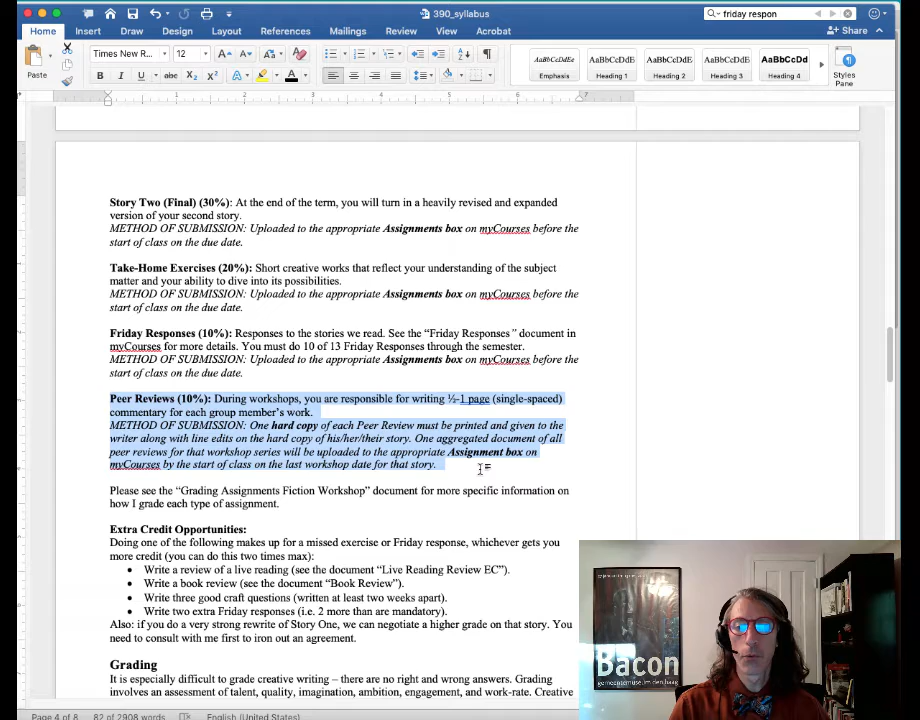 390_syllabus
friday respon
Home Insert Draw Design Layout References Mailings Review View Acrobat
Share
Paste
Times New R... 12
Emphasis Heading 1 Heading 2 Heading 3 Heading 4
Styles Pane
1 2 3 4 5 6 7
Story Two (Final) (30%): At the end of the term, you will turn in a heavily revised and expanded
version of your second story.
METHOD OF SUBMISSION: Uploaded to the appropriate Assignments box on myCourses before the
start of class on the due date.
Take-Home Exercises (20%): Short creative works that reflect your understanding of the subject
matter and your ability to dive into its possibilities.
METHOD OF SUBMISSION: Uploaded to the appropriate Assignments box on myCourses before the
start of class on the due date.
Friday Responses (10%): Responses to the stories we read. See the “Friday Responses” document in
myCourses for more details. You must do 10 of 13 Friday Responses through the semester.
METHOD OF SUBMISSION: Uploaded to the appropriate Assignments box on myCourses before the
start of class on the due date.
Peer Reviews (10%): During workshops, you are responsible for writing ½-1 page (single-spaced)
commentary for each group member’s work.
METHOD OF SUBMISSION: One hard copy of each Peer Review must be printed and given to the
writer along with line edits on the hard copy of his/her/their story. One aggregated document of all
peer reviews for that workshop series will be uploaded to the appropriate Assignment box on
myCourses by the start of class on the last workshop date for that story.
Please see the “Grading Assignments Fiction Workshop” document for more specific information on
how I grade each type of assignment.
Extra Credit Opportunities:
Doing one of the following makes up for a missed exercise or Friday response, whichever gets you
more credit (you can do this two times max):
• Write a review of a live reading (see the document “Live Reading Review EC”).
• Write a book review (see the document “Book Review”).
• Write three good craft questions (written at least two weeks apart).
• Write two extra Friday responses (i.e. 2 more than are mandatory).
Also: if you do a very strong rewrite of Story One, we can negotiate a higher grade on that story. You
need to consult with me first to iron out an agreement.
Grading
It is especially difficult to grade creative writing – there are no right and wrong answers. Grading
involves an assessment of talent, quality, imagination, ambition, engagement, and work-rate. Creative
Page 4 of 8 82 of 2908 words English (United States)
Bacon